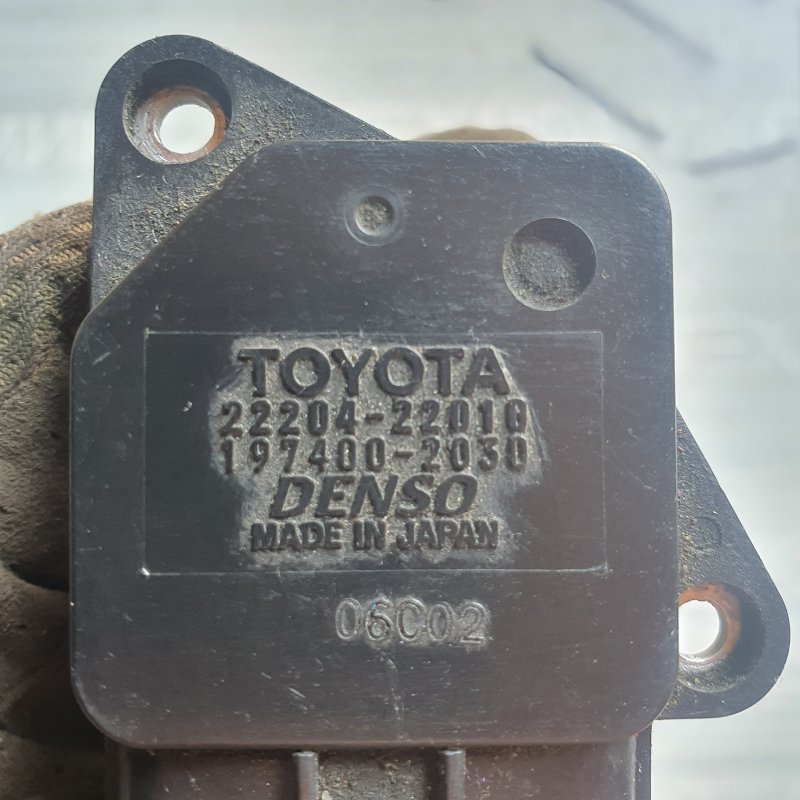 TOYOTA
22204-22010
197400-2030
DENSO
MADE IN JAPAN
06C02